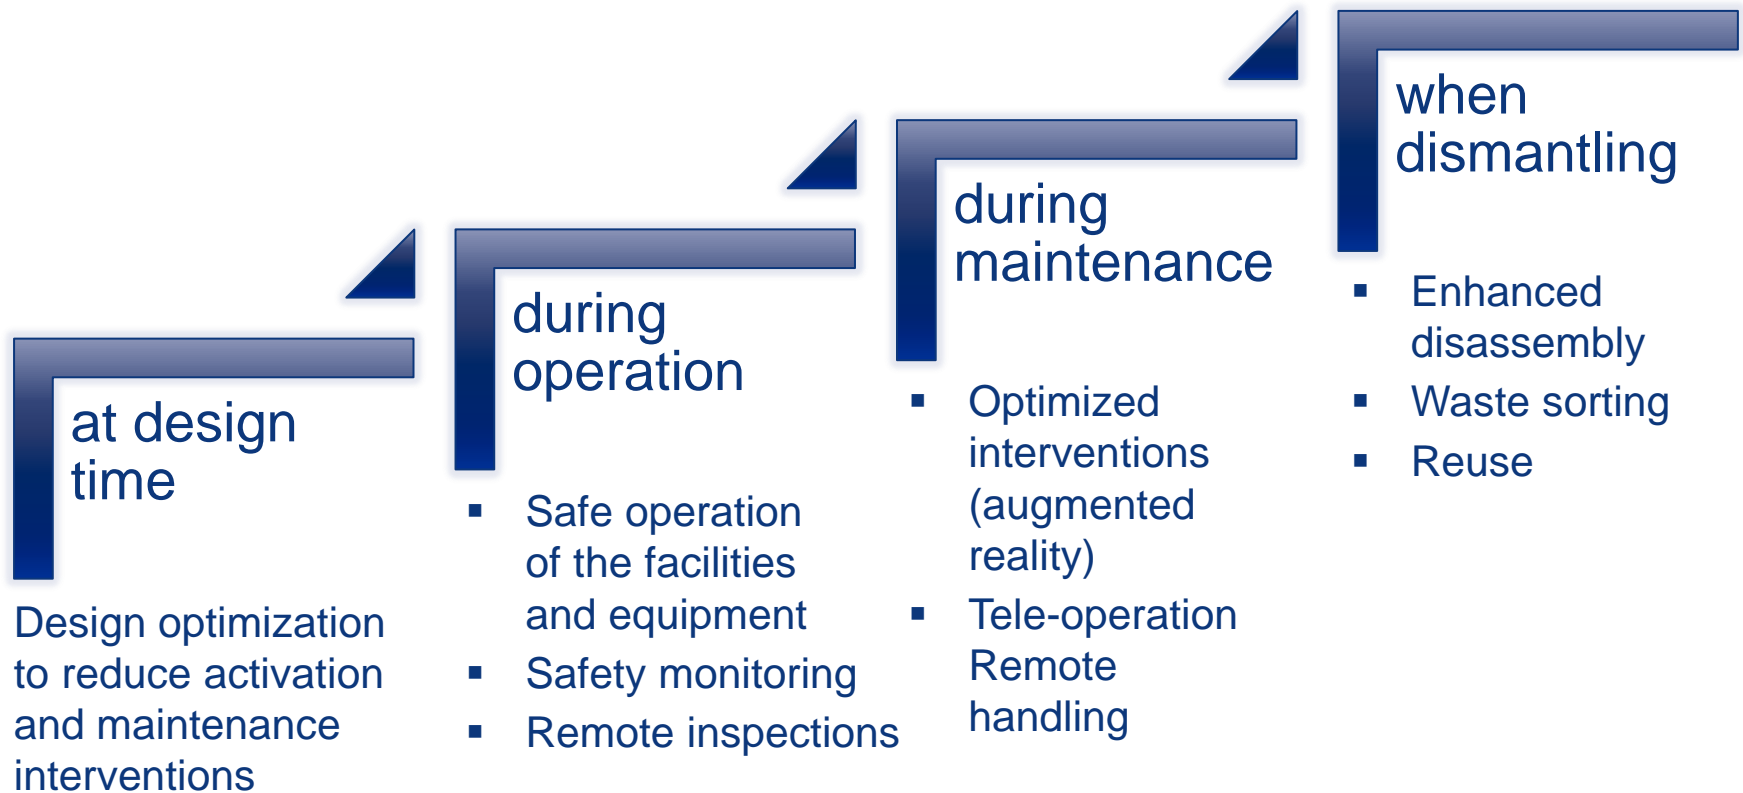 at design
time
Design optimization
to reduce activation
and maintenance
interventions
during
operation
▪ Safe operation
of the facilities
and equipment
▪ Safety monitoring
▪ Remote inspections
during
maintenance
▪ Optimized
interventions
(augmented
reality)
▪ Tele-operation
Remote
handling
when
dismantling
▪ Enhanced
disassembly
▪ Waste sorting
▪ Reuse